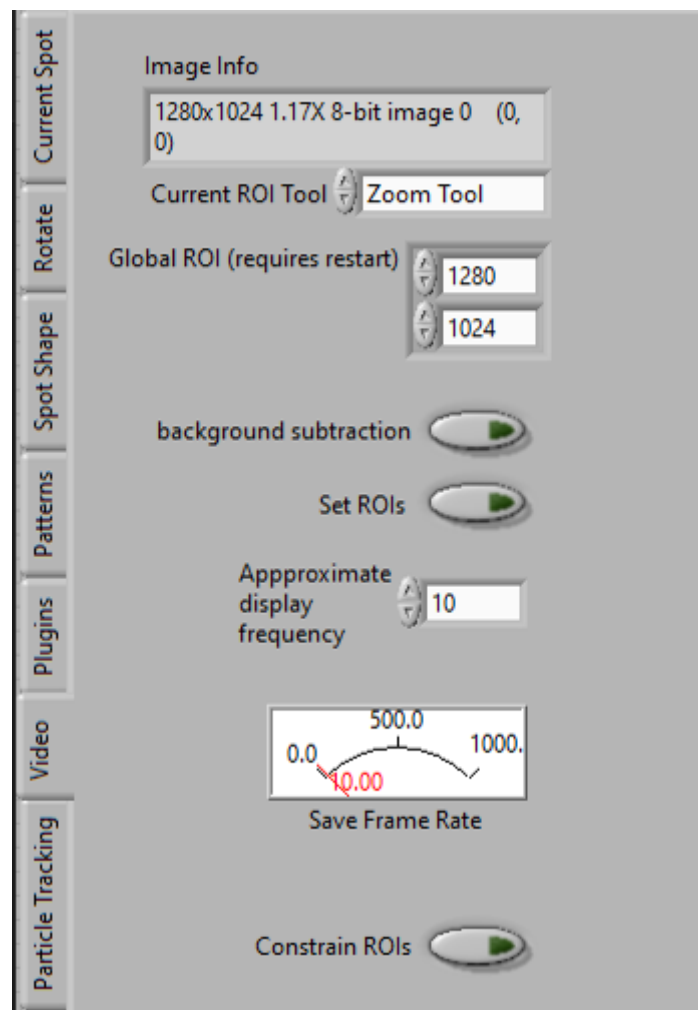 Current Spot
Rotate
Spot Shape
Patterns
Plugins
Video
Particle Tracking
Image Info
1280x1024 1.17X 8-bit image 0 (0,
0)
Current ROI Tool Zoom Tool
Global ROI (requires restart)
1280
1024
background subtraction
Set ROIs
Appproximate
display
frequency
10
500.0
0.0
1000.
10.00
Save Frame Rate
Constrain ROIs